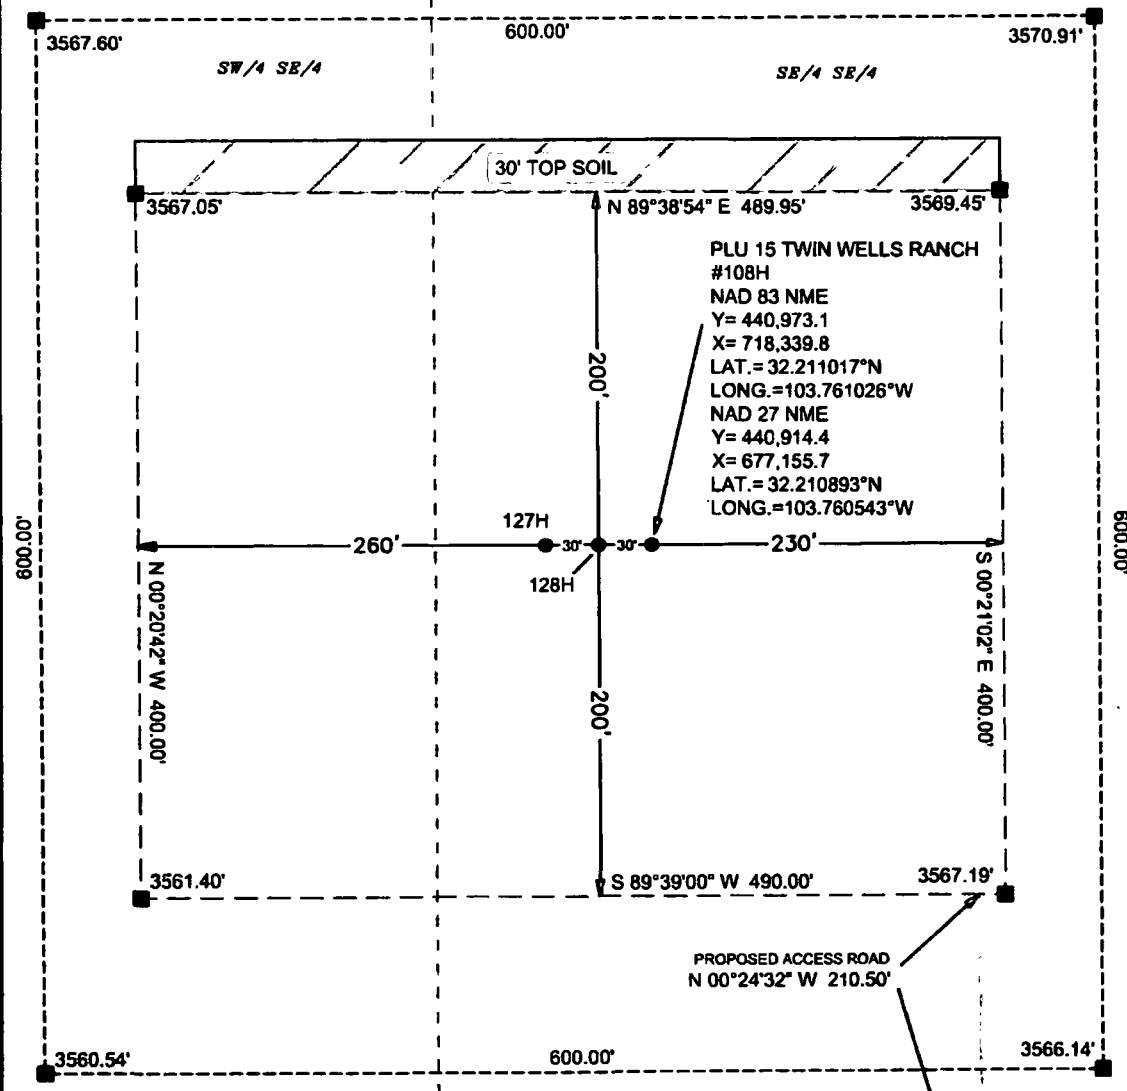 3567.60'
600.00'
3570.91'
SW/4 SE/4
SE/4 SE/4
30' TOP SOIL
3567.05'
N 89°38'54" E 489.95'
3569.45'
PLU 15 TWIN WELLS RANCH
#108H
NAD 83 NME
Y= 440,973.1
X= 718,339.8
LAT.= 32.211017°N
LONG.=103.761026°W
NAD 27 NME
Y= 440,914.4
X= 677,155.7
LAT.= 32.210893°N
LONG.=103.760543°W
200'
127H
260'
30'
30'
230'
128H
600.00'
600.00'
N 00°20'42" W 400.00'
S 00°21'02" E 400.00'
200'
3561.40'
S 89°39'00" W 490.00'
3567.19'
PROPOSED ACCESS ROAD
N 00°24'32" W 210.50'
3560.54'
600.00'
3566.14'